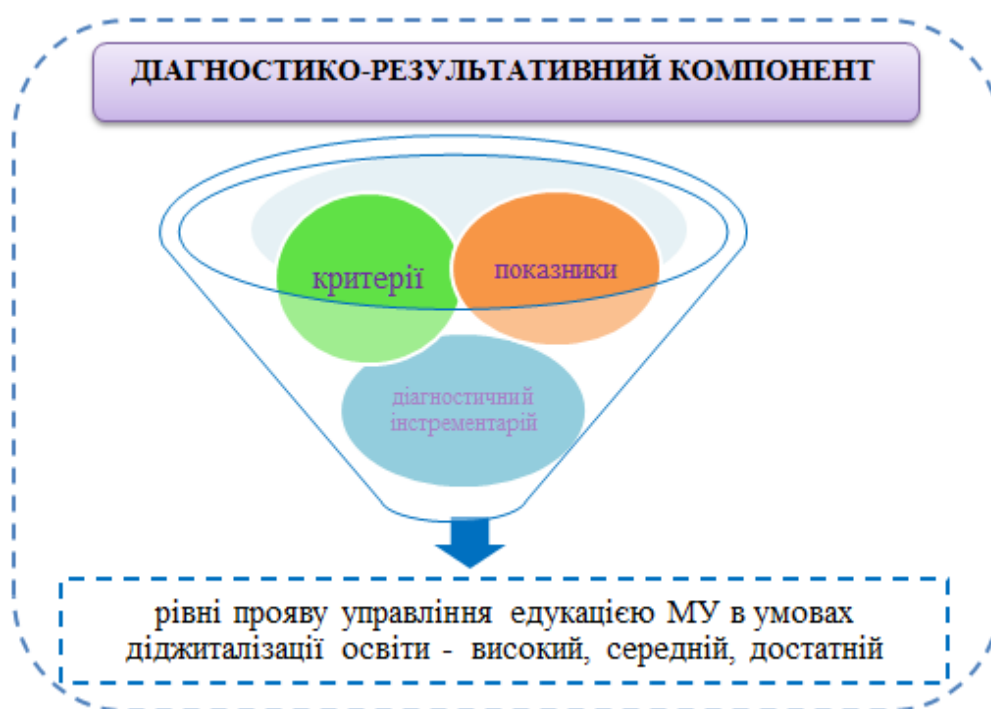 ДІАГНОСТИКО-РЕЗУЛЬТАТИВНИЙ КОМПОНЕНТ
критерії
показники
діагностичний
інстрементарій
рівні прояву управління едукацією МУ в умовах
діджиталізації освіти - високий, середній, достатній